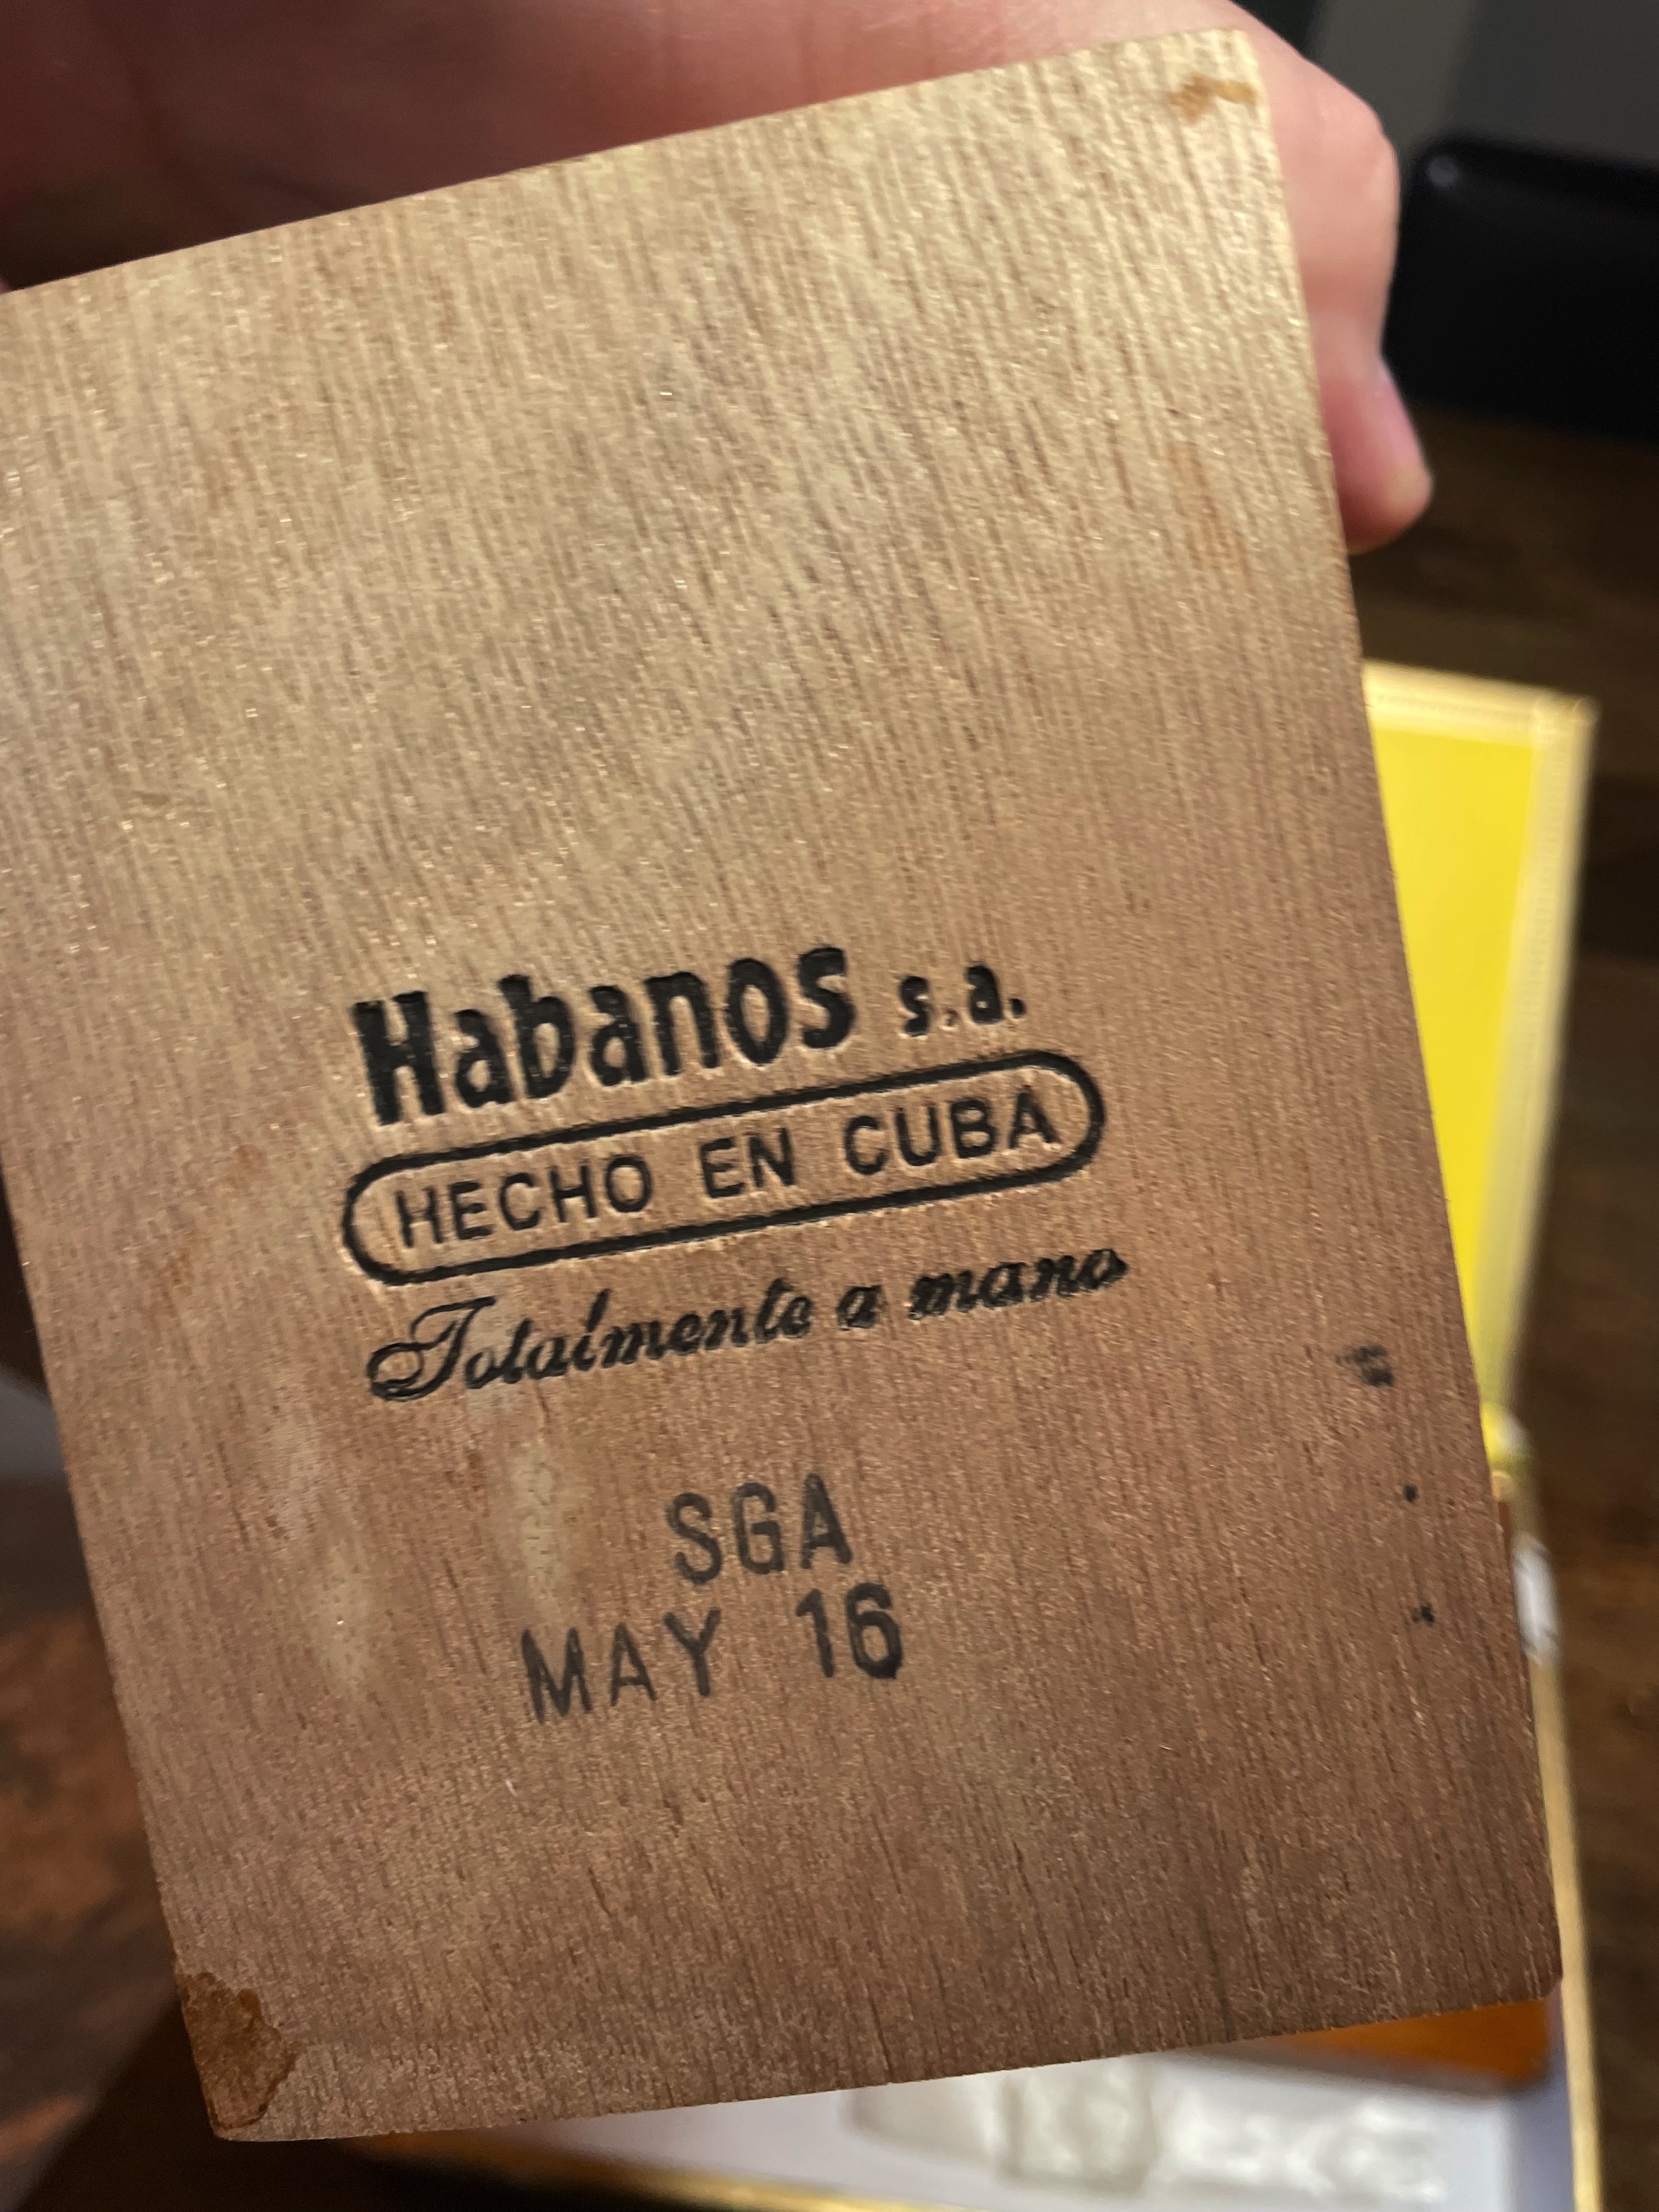 Habanos s.a.
HECHO EN CUBA
Totalmente a mano
SGA
MAY 16